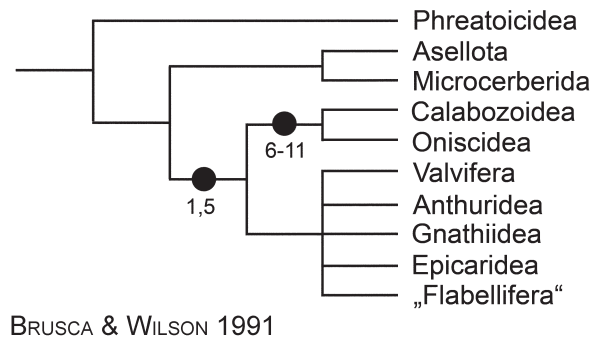 Phreatoicidea
Asellota
Microcerberida
Calabozoidea
6-11
Oniscidea
Valvifera
1,5
Anthuridea
Gnathiidea
Epicaridea
„Flabellifera“
BRUSCA & WILSON 1991